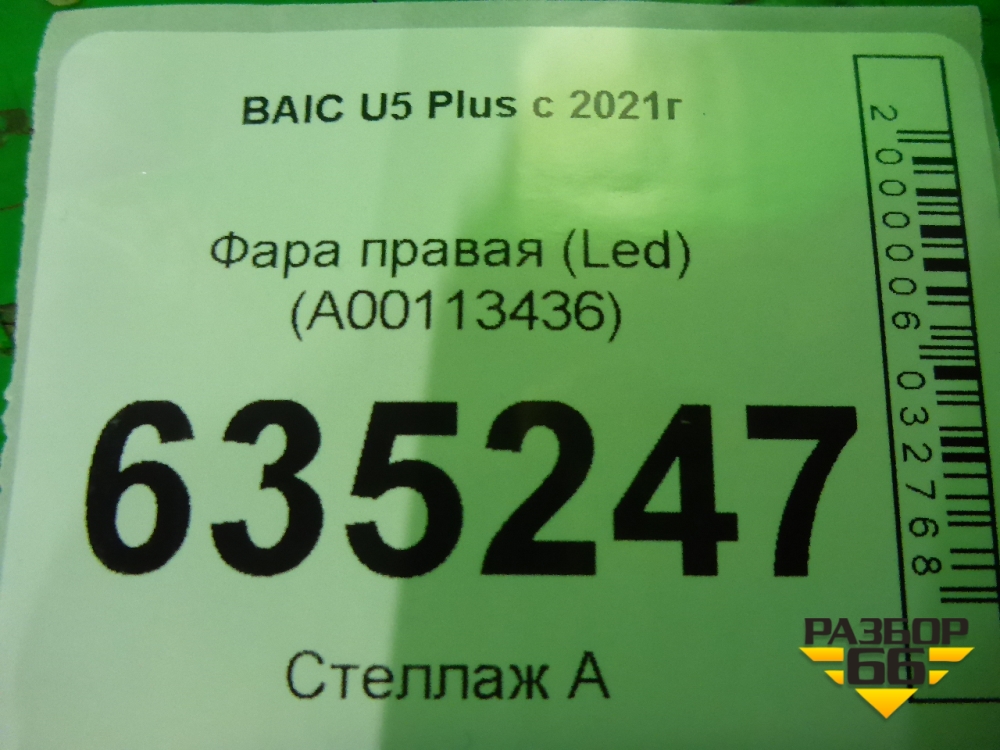 BAIC U5 Plus с 2021г
Фара правая (Led)
(A00113436)
635247
Стеллаж А
2000006032768
РАЗБОР
66